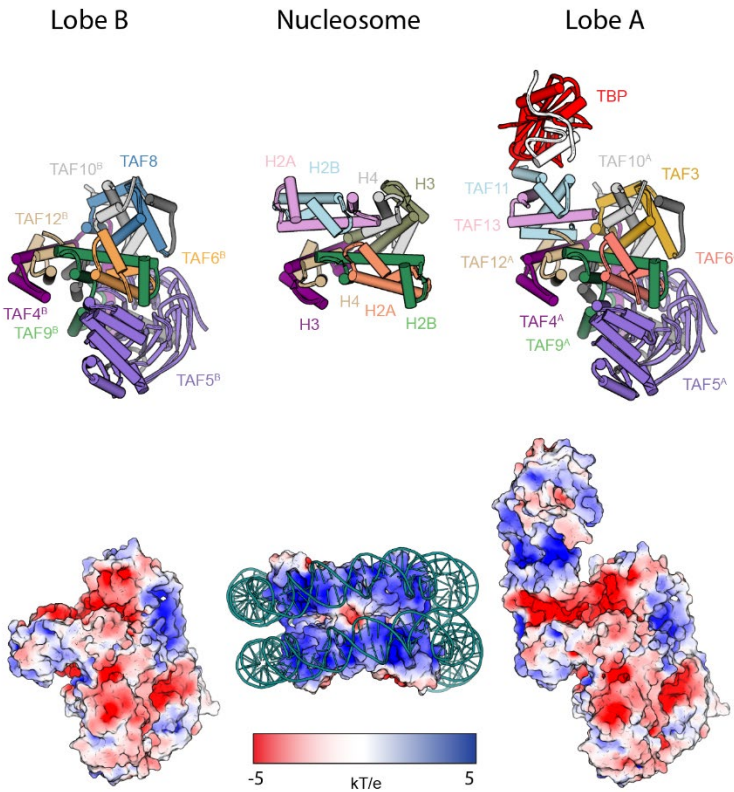 Lobe B Nucleosome Lobe A
TBP
TAF10ᴮ TAF8 H2A H2B H4 H3 TAF11 TAF10ᴬ TAF3
TAF12ᴮ TAF13
TAF6ᴮ TAF12ᴬ TAF6
TAF4ᴮ H3 H4 H2A H2B TAF4ᴬ
TAF9ᴮ TAF9ᴬ
TAF5ᴮ TAF5ᴬ
-5 kT/e 5